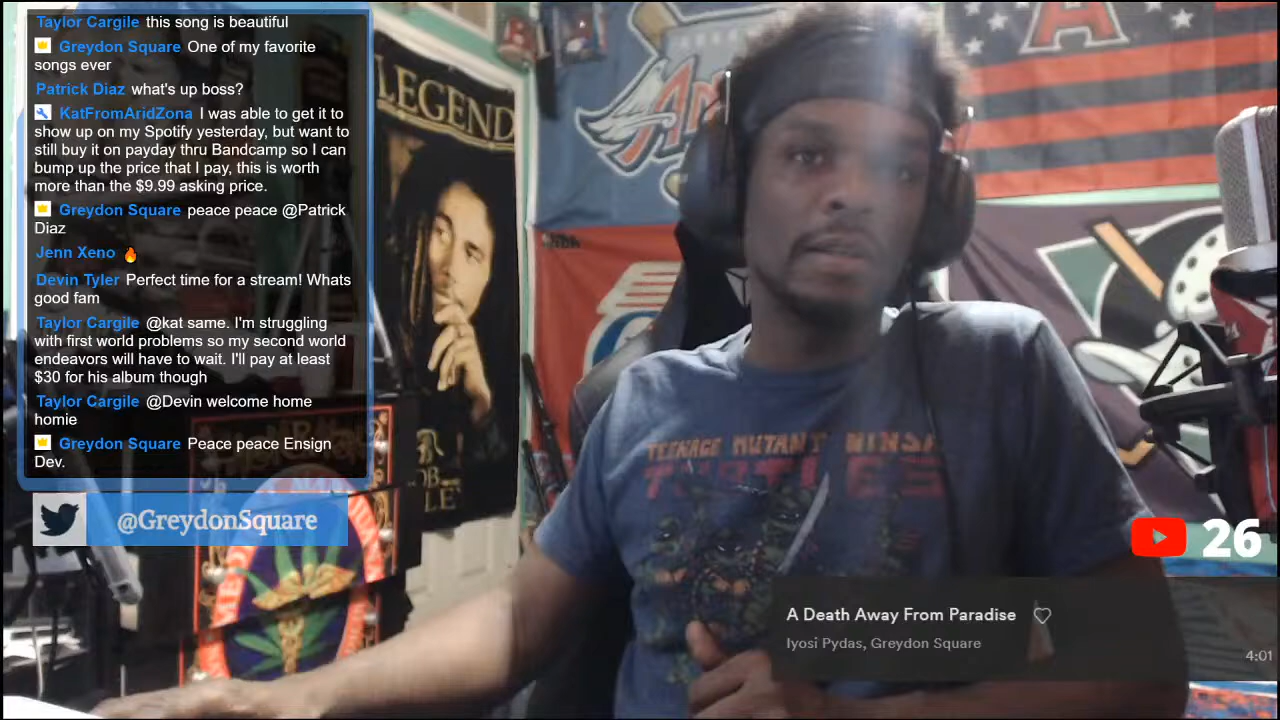 Taylor Cargile this song is beautiful
Greydon Square One of my favorite
songs ever
Patrick Diaz what's up boss?
KatFromAridZona I was able to get it to
show up on my Spotify yesterday, but want to
still buy it on payday thru Bandcamp so I can
bump up the price that I pay, this is worth
more than the $9.99 asking price.
Greydon Square peace peace @Patrick
Diaz
Jenn Xeno 🔥
Devin Tyler Perfect time for a stream! Whats
good fam
Taylor Cargile @kat same. I'm struggling
with first world problems so my second world
endeavors will have to wait. I'll pay at least
$30 for his album though
Taylor Cargile @Devin welcome home
homie
Greydon Square Peace peace Ensign
Dev.
@GreydonSquare
LEGEND
A
TEENAGE MUTANT NINJA
TURTLES
26
A Death Away From Paradise
Iyosi Pydas, Greydon Square
4:01